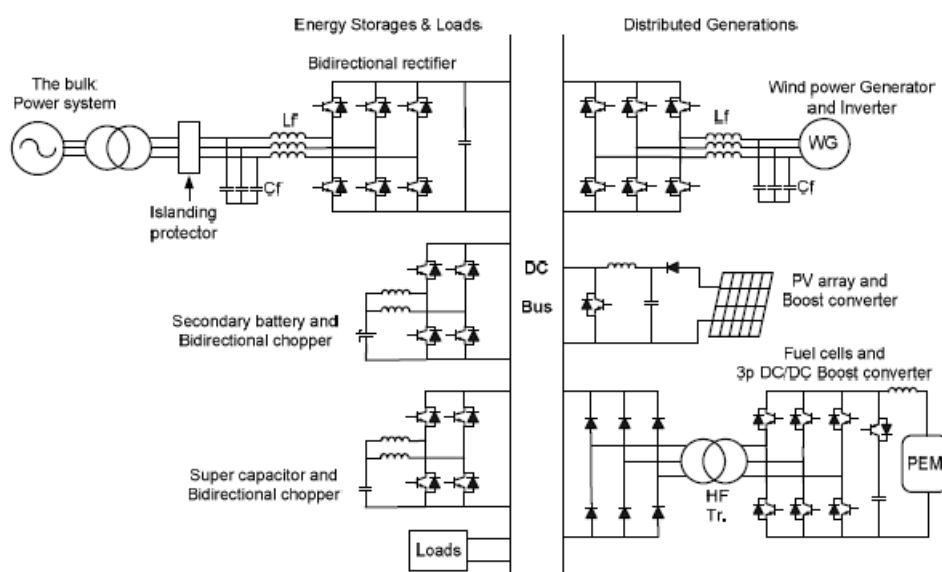 Energy Storages & Loads
Distributed Generations
Bidirectional rectifier
The bulk
Power system
Lf
Cf
Islanding
protector
Wind power Generator
and Inverter
Lf
WG
Cf
DC
Bus
PV array and
Boost converter
Secondary battery and
Bidirectional chopper
Fuel cells and
3p DC/DC Boost converter
Super capacitor and
Bidirectional chopper
HF
Tr.
PEM
Loads